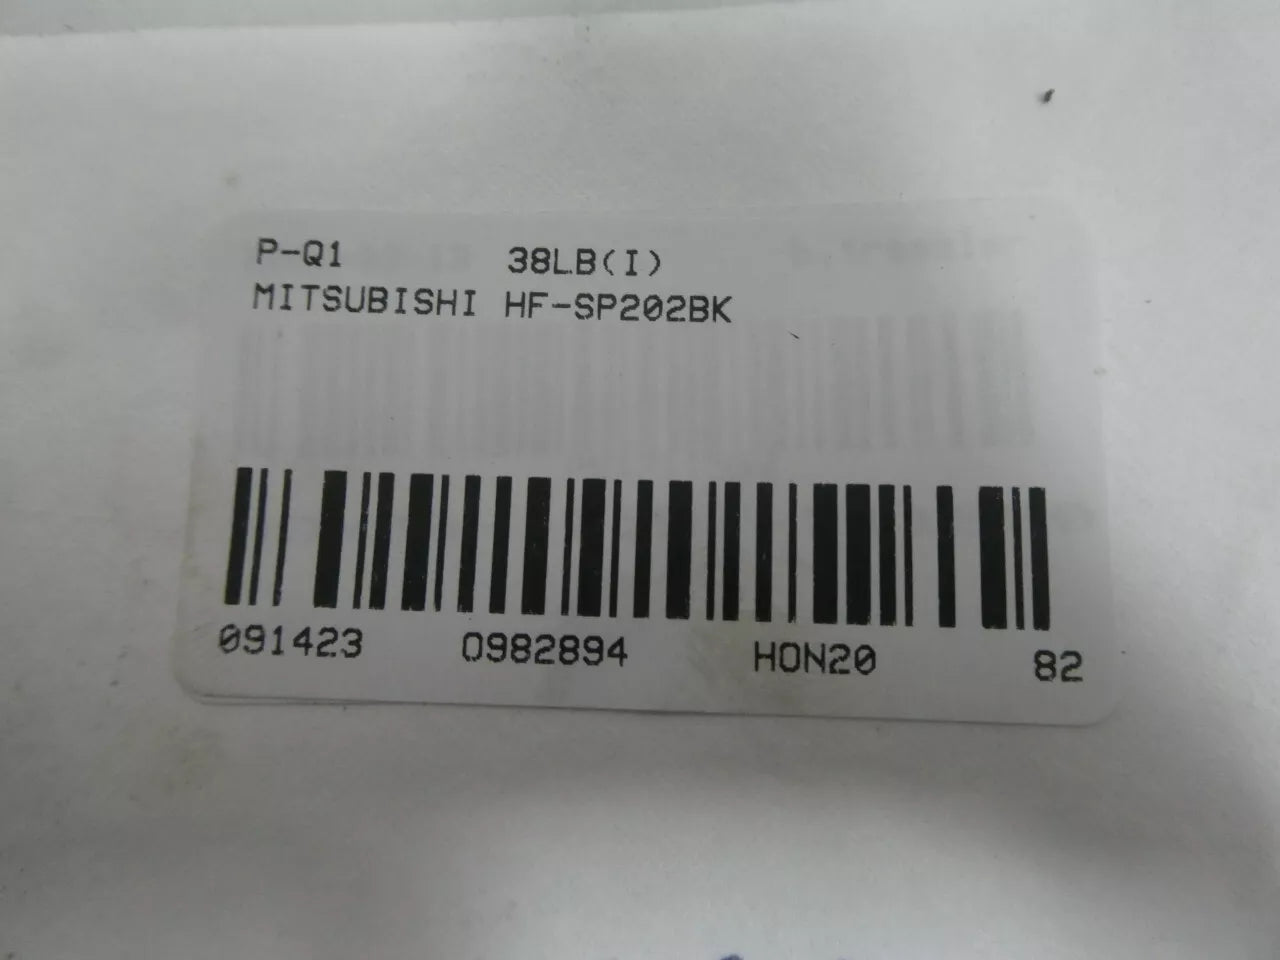 P-Q1 38LB(I)
MITSUBISHI HF-SP202BK
091423 0982894 HON20 82